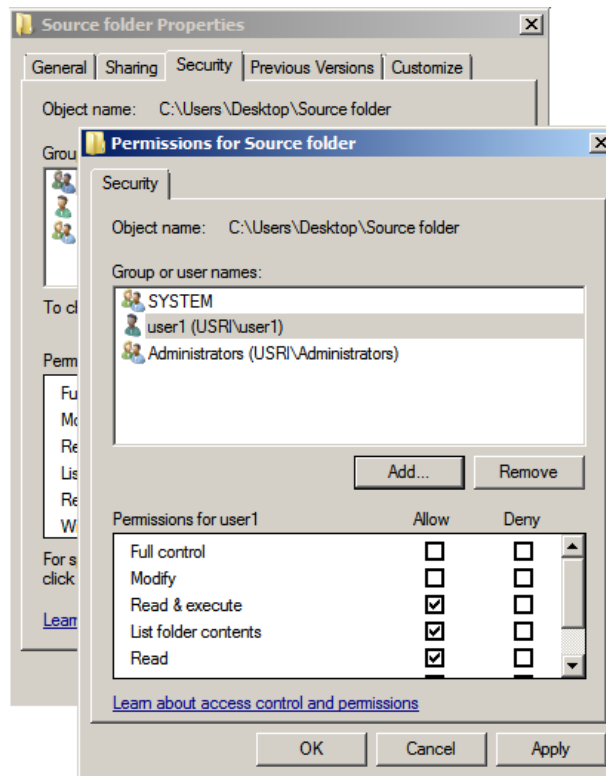 Source folder Properties
General Sharing Security Previous Versions Customize
Object name: C:\Users\Desktop\Source folder
Permissions for Source folder
Security
Object name: C:\Users\Desktop\Source folder
Group or user names:
SYSTEM
user1 (USRI\user1)
Administrators (USRI\Administrators)
Add... Remove
Permissions for user1 Allow Deny
Full control
Modify
Read & execute
List folder contents
Read
Learn about access control and permissions
OK Cancel Apply